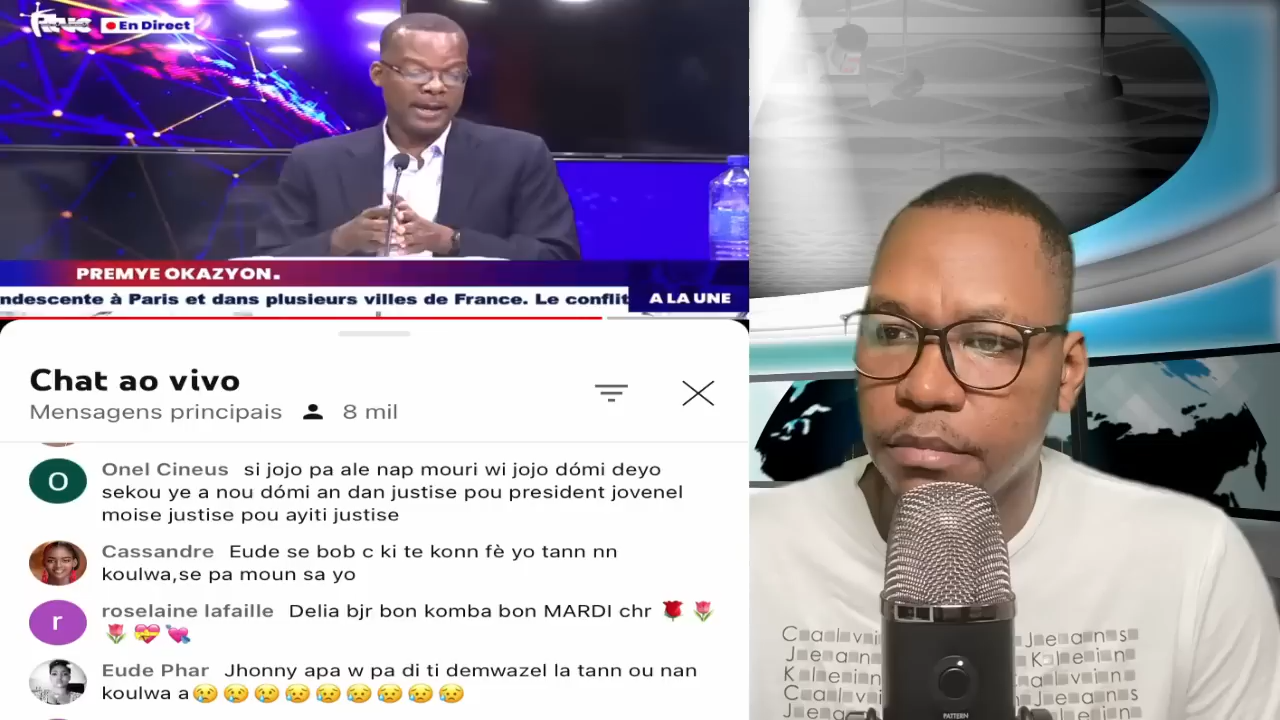 En Direct
PREMYE OKAZYON.
ndescente à Paris et dans plusieurs villes de France. Le conflit
A LA UNE
Chat ao vivo
Mensagens principais 8 mil
O
Onel Cineus si jojo pa ale nap mouri wi jojo dómi deyo
sekou ye a nou dómi an dan justise pou president jovenel
moise justise pou ayiti justise
Cassandre Eude se bob c ki te konn fè yo tann nn
koulwa,se pa moun sa yo
r
roselaine lafaille Delia bjr bon komba bon MARDI chr 🌹 🌷
🌷 💝 💘
Eude Phar Jhonny apa w pa di ti demwazel la tann ou nan
koulwa a😢😢😢😥😥😥😥😥😥
PATTERN